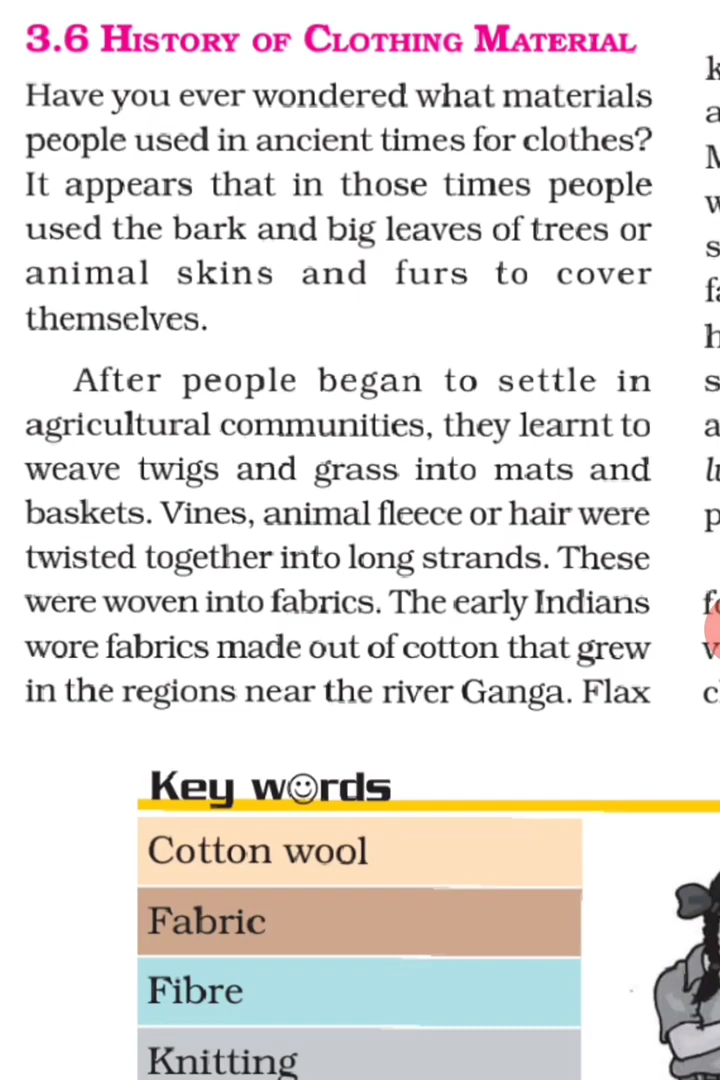 3.6 HISTORY OF CLOTHING MATERIAL
Have you ever wondered what materials
people used in ancient times for clothes?
It appears that in those times people
used the bark and big leaves of trees or
animal skins and furs to cover
themselves.
After people began to settle in
agricultural communities, they learnt to
weave twigs and grass into mats and
baskets. Vines, animal fleece or hair were
twisted together into long strands. These
were woven into fabrics. The early Indians
wore fabrics made out of cotton that grew
in the regions near the river Ganga. Flax
Key words
Cotton wool
Fabric
Fibre
Knitting